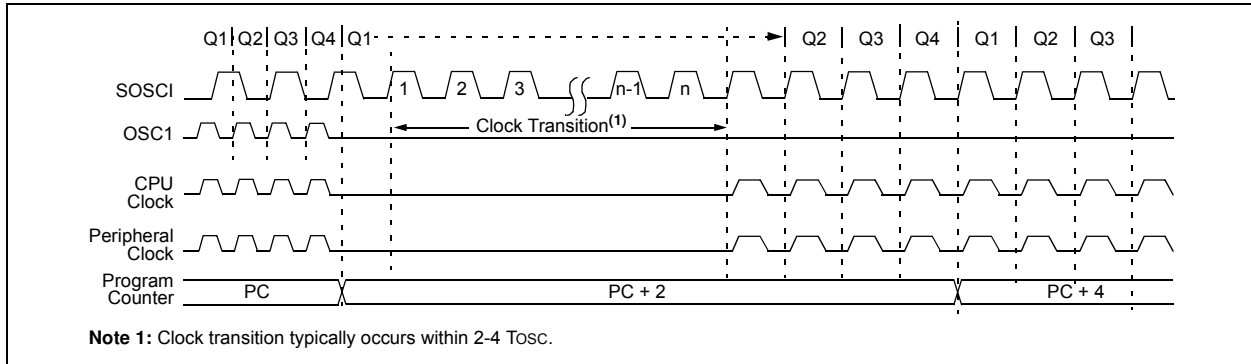 Q1 Q2 Q3 Q4 Q1 Q2 Q3 Q4 Q1 Q2 Q3
SOSCI 1 2 3 n-1 n
OSC1 Clock Transition(1)
CPU
Clock
Peripheral
Clock
Program
Counter PC PC + 2 PC + 4
Note 1: Clock transition typically occurs within 2-4 TOSC.